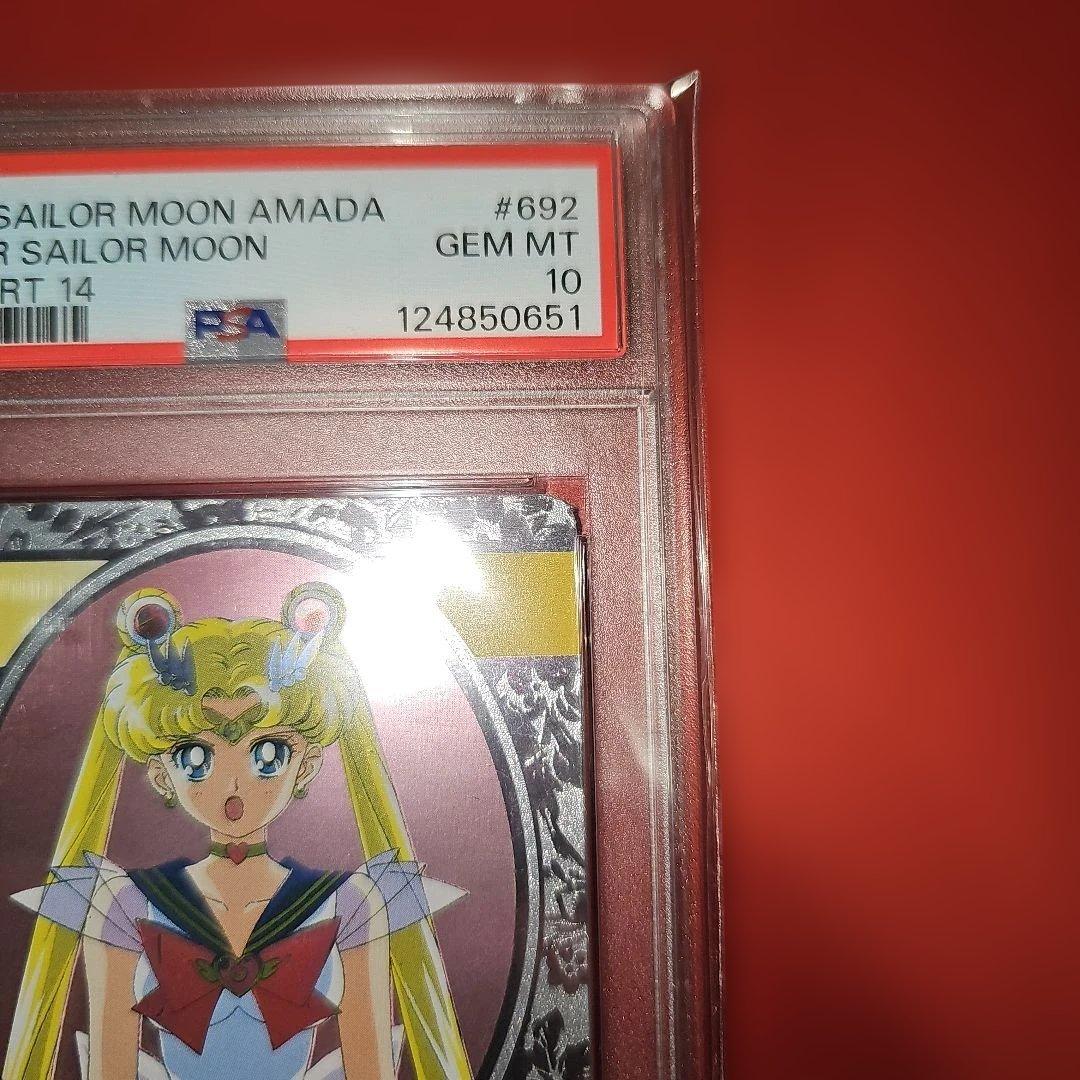 SAILOR MOON AMADA #692
R SAILOR MOON GEM MT
RT 14 10
PSA 124850651